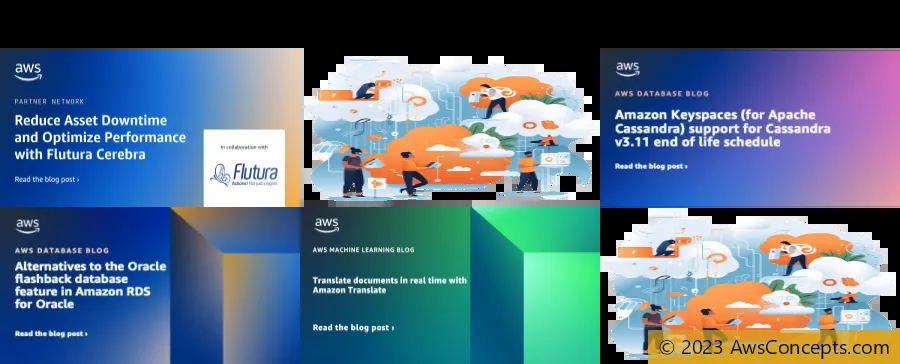 aws
PARTNER NETWORK
Reduce Asset Downtime
and Optimize Performance
with Flutura Cerebra
Read the blog post ›
In collaboration with
Flutura
aws
AWS DATABASE BLOG
Amazon Keyspaces (for Apache
Cassandra) support for Cassandra
v3.11 end of life schedule
Read the blog post ›
aws
AWS DATABASE BLOG
Alternatives to the Oracle
flashback database
feature in Amazon RDS
for Oracle
Read the blog post ›
aws
AWS MACHINE LEARNING BLOG
Translate documents in real time with
Amazon Translate
Read the blog post ›
© 2023 AwsConcepts.com